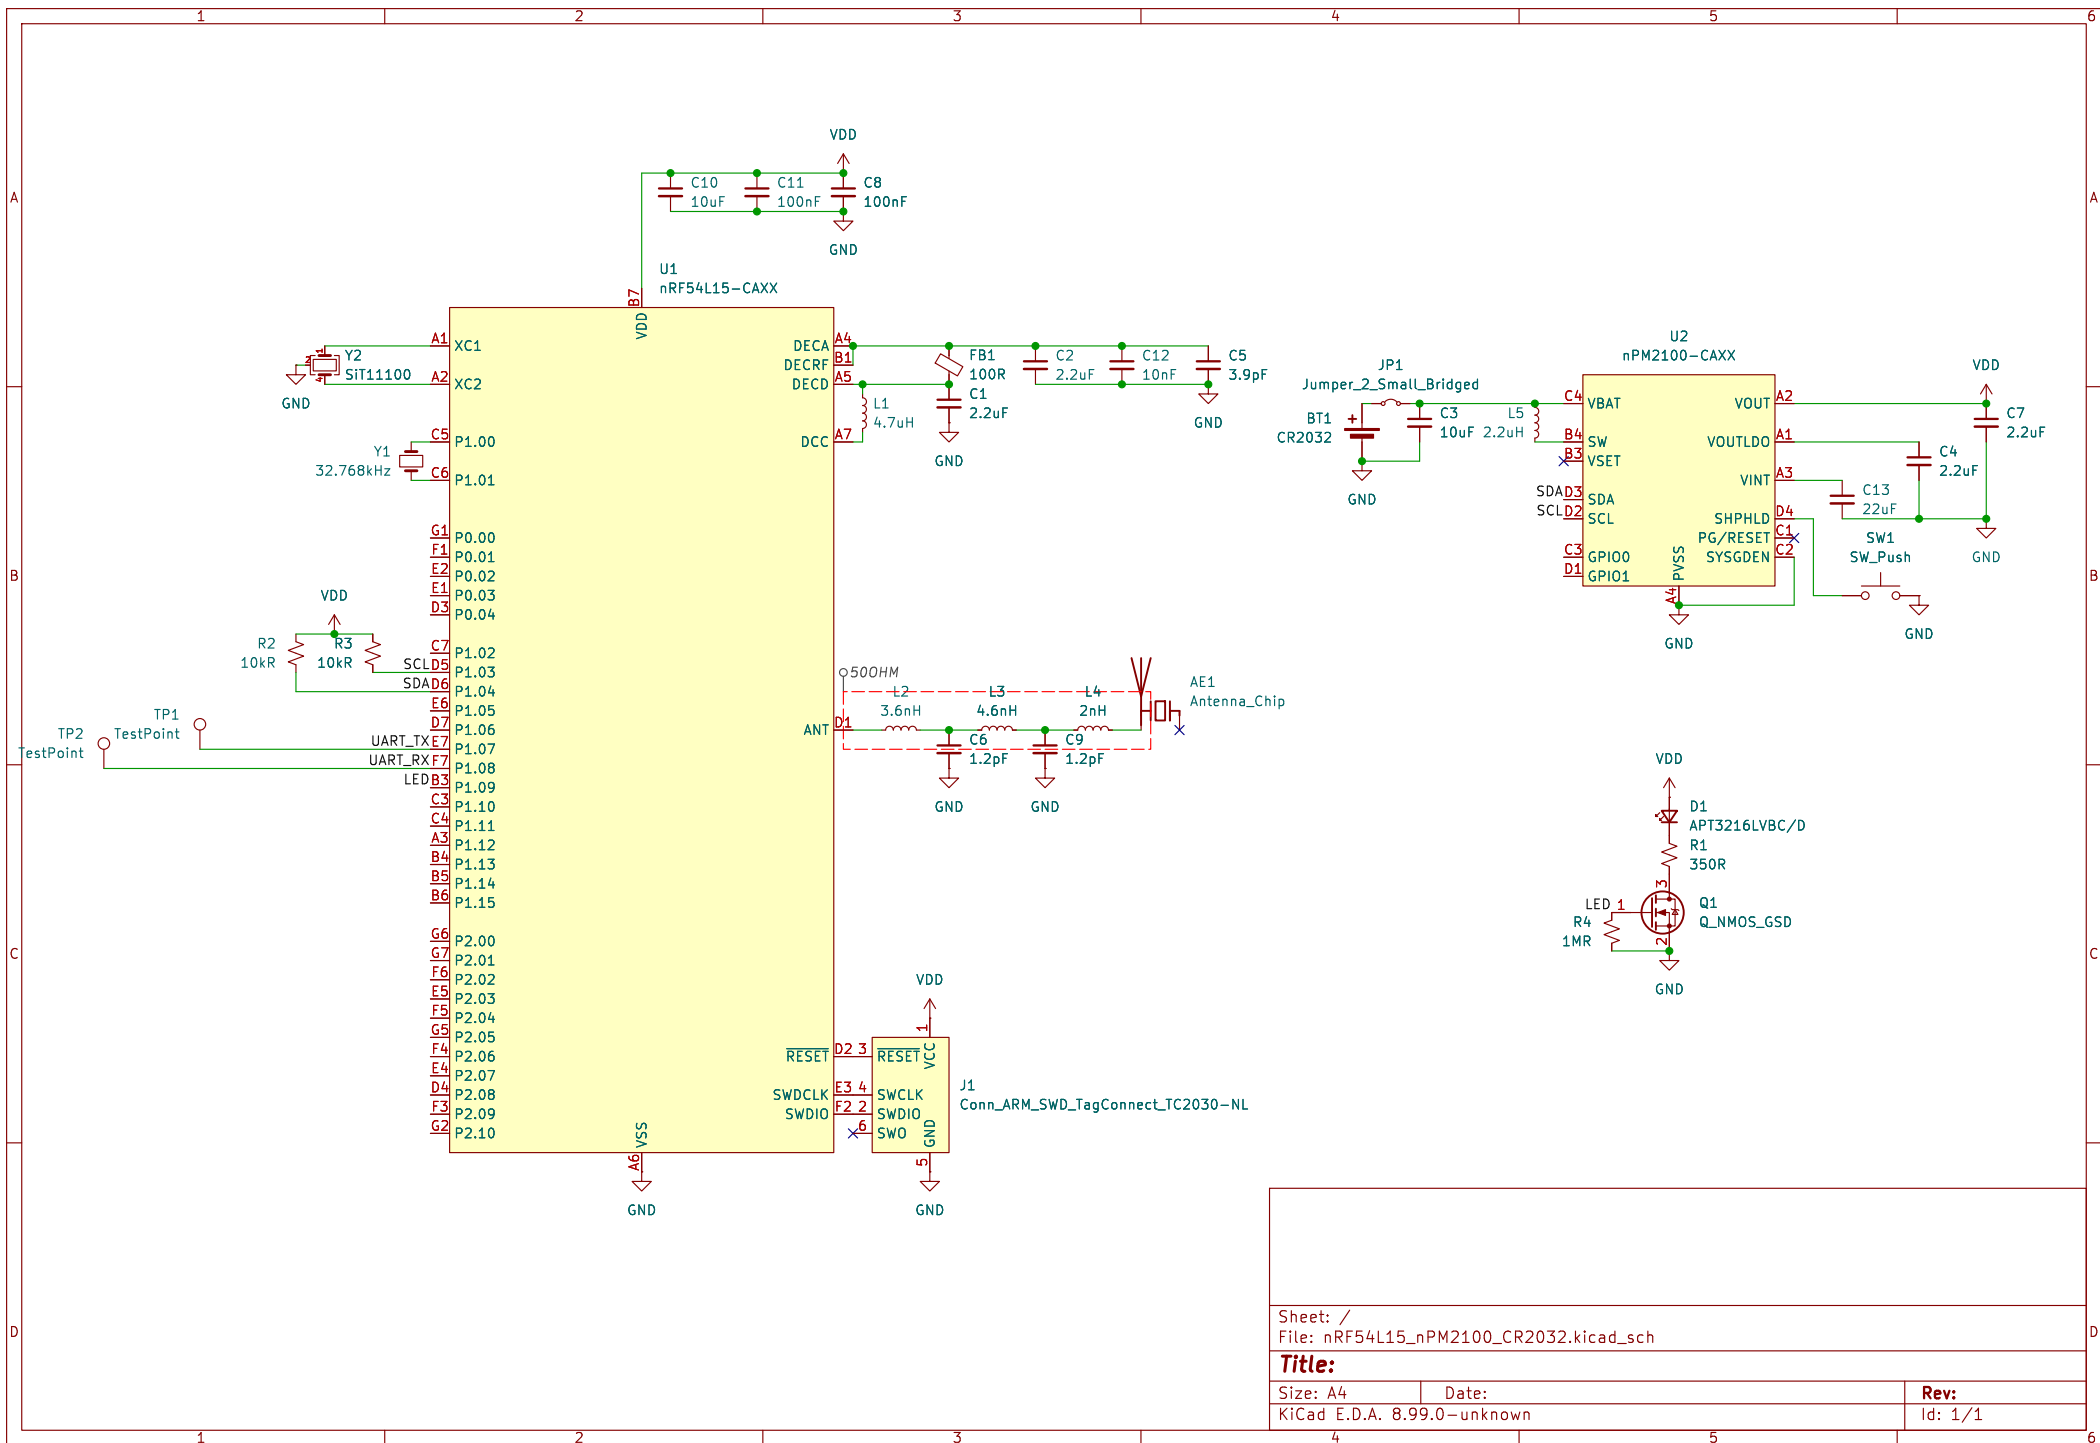 1 2 3 4 5 6
A
B
C
D
A
B
C
D
1 2 3 4 5 6
VDD
C10
10uF
C11
100nF
C8
100nF
GND
U1
nRF54L15-CAXX
B7
VDD
A1 XC1
A2 XC2
C5 P1.00
C6 P1.01
G1 P0.00
F1 P0.01
E2 P0.02
E1 P0.03
D3 P0.04
C7 P1.02
SCL D5 P1.03
SDA D6 P1.04
E6 P1.05
D7 P1.06
UART_TX E7 P1.07
UART_RX F7 P1.08
LED B3 P1.09
C3 P1.10
C4 P1.11
A3 P1.12
B4 P1.13
B5 P1.14
B6 P1.15
G6 P2.00
G7 P2.01
F6 P2.02
E5 P2.03
F5 P2.04
G5 P2.05
F4 P2.06
E4 P2.07
D4 P2.08
F3 P2.09
G2 P2.10
DECA A4
DECRF B1
DECD A5
DCC A7
ANT D1
RESET D2
SWDCLK E3
SWDIO F2
VSS
A6
GND
1
2
4
Y2
SiT11100
GND
Y1
32.768kHz
VDD
R2
10kR
R3
10kR
TP1
TestPoint
TP2
TestPoint
FB1
100R
C2
2.2uF
C12
10nF
C5
3.9pF
GND
L1
4.7uH
C1
2.2uF
GND
50OHM
L2
3.6nH
L3
4.6nH
L4
2nH
C6
1.2pF
GND
C9
1.2pF
GND
AE1
Antenna_Chip
VDD
1
VCC
3 RESET
4 SWCLK
2 SWDIO
6 SWO
GND
5
GND
J1
Conn_ARM_SWD_TagConnect_TC2030-NL
U2
nPM2100-CAXX
JP1
Jumper_2_Small_Bridged
BT1
CR2032
+
GND
C3
10uF
L5
2.2uH
C4 VBAT
B4 SW
B3 VSET
SDA D3 SDA
SCL D2 SCL
C3 GPIO0
D1 GPIO1
VOUT A2
VOUTLDO A1
VINT A3
SHPHLD D4
PG/RESET C1
SYSGDEN C2
PVSS
A4
GND
VDD
C7
2.2uF
C4
2.2uF
C13
22uF
GND
SW1
SW_Push
GND
VDD
D1
APT3216LVBC/D
R1
350R
3
LED 1
Q1
Q_NMOS_GSD
2
R4
1MR
GND
Sheet: /
File: nRF54L15_nPM2100_CR2032.kicad_sch
Title:
Size: A4 Date: Rev:
KiCad E.D.A. 8.99.0-unknown Id: 1/1